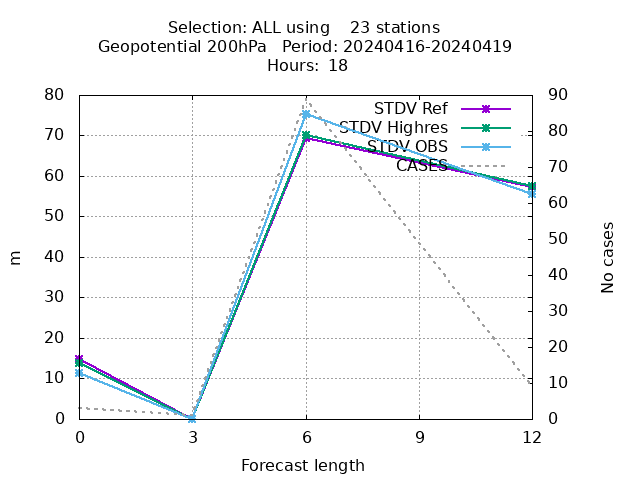 Selection: ALL using    23 stations
Geopotential 200hPa   Period: 20240416-20240419
Hours:  18
80
70
60
50
40
30
20
10
0
m
90
80
70
60
50
40
30
20
10
0
No cases
STDV Ref
STDV Highres
STDV OBS
CASES
0 3 6 9 12
Forecast length